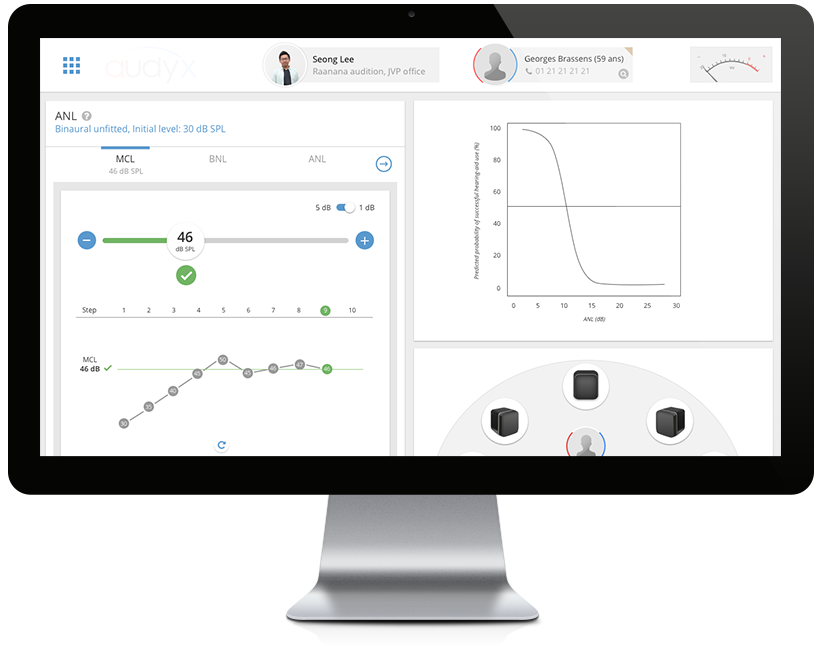 audyx
Seong Lee
Raanana audition, JVP office
Georges Brassens (59 ans)
01 21 21 21 21
ANL ?
Binaural unfitted, Initial level: 30 dB SPL
MCL BNL ANL
46 dB SPL
5 dB 1 dB
46
dB SPL
Step 1 2 3 4 5 6 7 8 9 10
MCL
46 dB
30 35 40 45 50 45 46 47 46
Predicted probability of successful hearing-aid use (%)
100
80
60
40
20
0
0 5 10 15 20 25 30
ANL (dB)